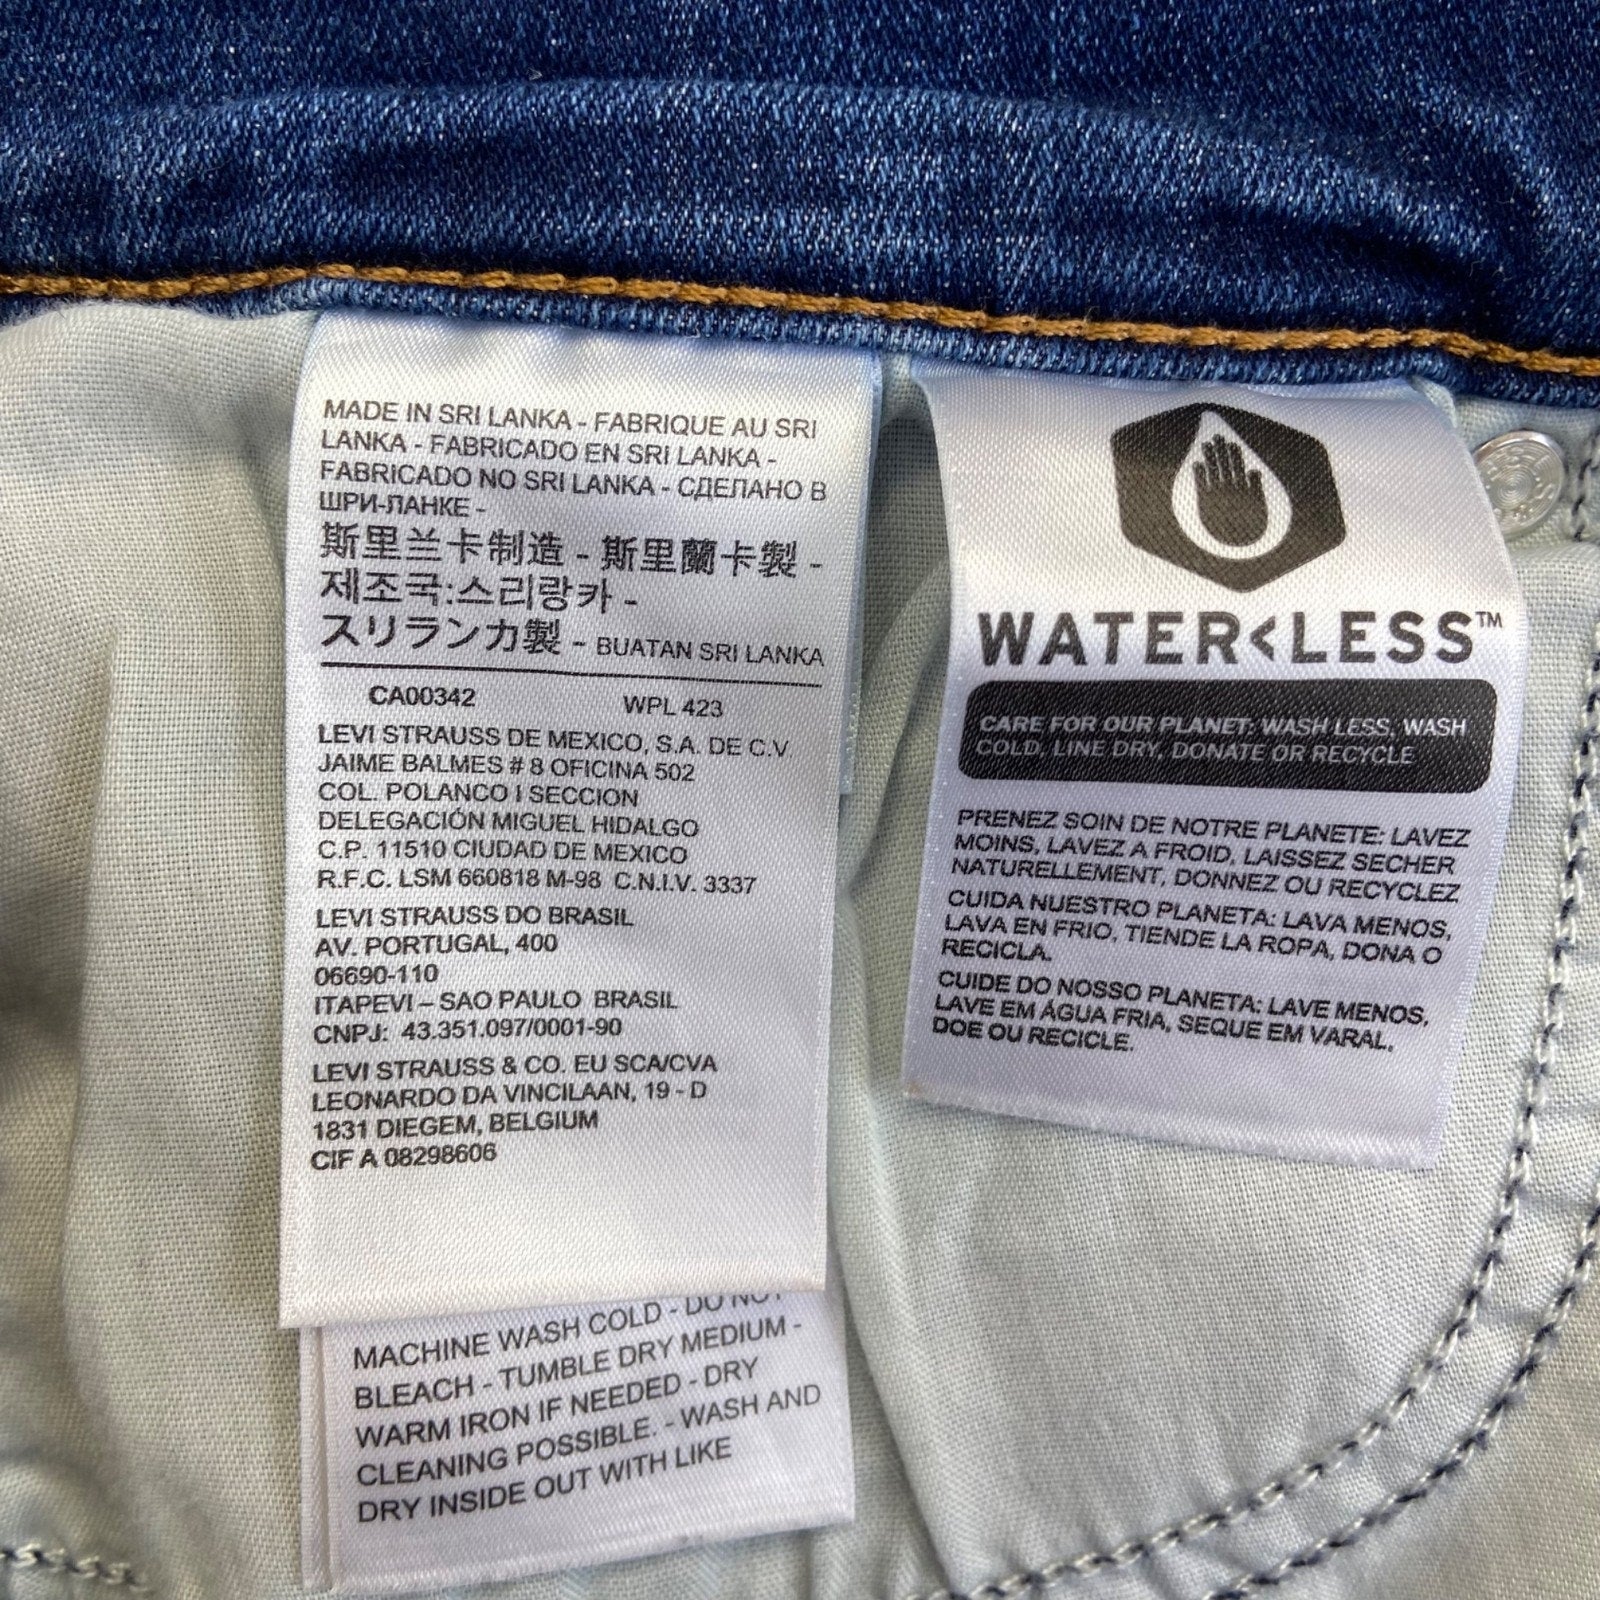 MADE IN SRI LANKA - FABRIQUE AU SRI
LANKA - FABRICADO EN SRI LANKA -
FABRICADO NO SRI LANKA - СДЕЛАНО В
ШРИ-ЛАНКЕ -
斯里兰卡制造 - 斯里蘭卡製 -
제조국:스리랑카 -
スリランカ製 - BUATAN SRI LANKA
CA00342 WPL 423
LEVI STRAUSS DE MEXICO, S.A. DE C.V
JAIME BALMES # 8 OFICINA 502
COL. POLANCO I SECCION
DELEGACIÓN MIGUEL HIDALGO
C.P. 11510 CIUDAD DE MEXICO
R.F.C. LSM 660818 M-98 C.N.I.V. 3337
LEVI STRAUSS DO BRASIL
AV. PORTUGAL, 400
06690-110
ITAPEVI – SAO PAULO BRASIL
CNPJ: 43.351.097/0001-90
LEVI STRAUSS & CO. EU SCA/CVA
LEONARDO DA VINCILAAN, 19 - D
1831 DIEGEM, BELGIUM
CIF A 08298606
MACHINE WASH COLD - DO NOT
BLEACH - TUMBLE DRY MEDIUM -
WARM IRON IF NEEDED - DRY
CLEANING POSSIBLE. - WASH AND
DRY INSIDE OUT WITH LIKE
WATER<LESS™
CARE FOR OUR PLANET: WASH LESS, WASH
COLD, LINE DRY, DONATE OR RECYCLE
PRENEZ SOIN DE NOTRE PLANETE: LAVEZ
MOINS, LAVEZ A FROID, LAISSEZ SECHER
NATURELLEMENT, DONNEZ OU RECYCLEZ
CUIDA NUESTRO PLANETA: LAVA MENOS,
LAVA EN FRIO, TIENDE LA ROPA, DONA O
RECICLA.
CUIDE DO NOSSO PLANETA: LAVE MENOS,
LAVE EM ÁGUA FRIA, SEQUE EM VARAL,
DOE OU RECICLE.